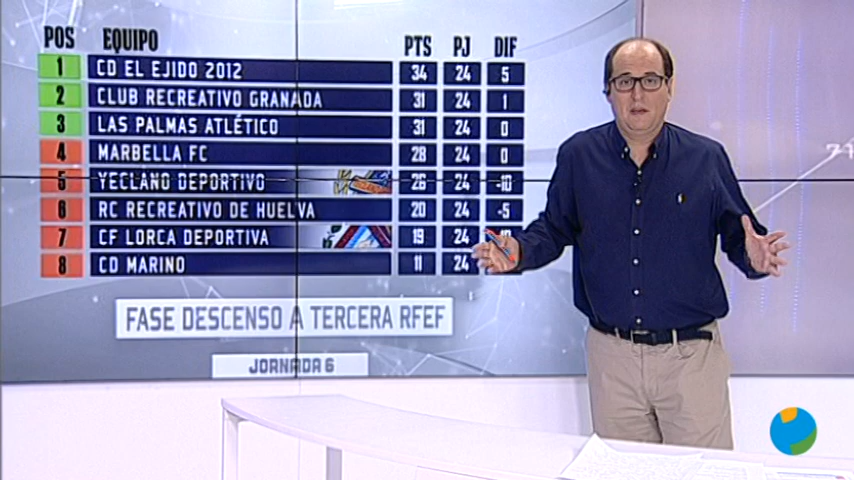 POS EQUIPO PTS PJ DIF
1 CD EL EJIDO 2012 34 24 5
2 CLUB RECREATIVO GRANADA 31 24 1
3 LAS PALMAS ATLÉTICO 31 24 0
4 MARBELLA FC 28 24 0
5 YECLANO DEPORTIVO 26 24 -10
6 RC RECREATIVO DE HUELVA 20 24 -5
7 CF LORCA DEPORTIVA 19 24
8 CD MARINO 11 24
FASE DESCENSO A TERCERA RFEF
JORNADA 6